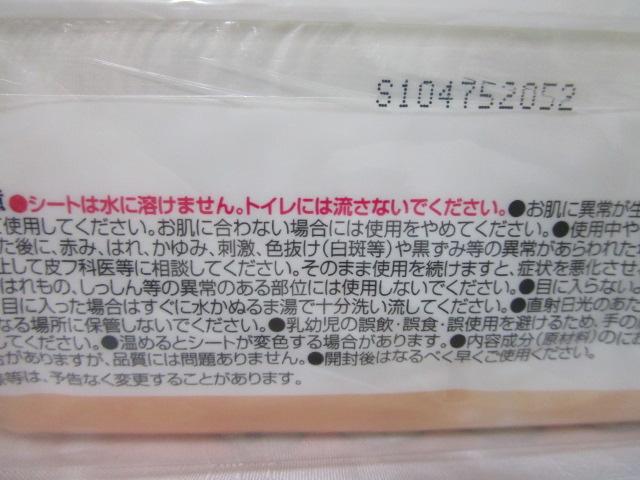 S104752052
●シートは水に溶けません。トイレには流さないでください。●お肌に異常が生
て使用してください。お肌に合わない場合には使用をやめてください。●使用中や
た後に、赤み、はれ、かゆみ、刺激、色抜け(白斑等)や黒ずみ等の異常があらわれた
止して皮フ科医等に相談してください。そのまま使用を続けますと、症状を悪化させ
はれもの、しっしん等の異常のある部位には使用しないでください。●目に入らないよ
目に入った場合はすぐに水かぬるま湯で十分洗い流してください。●直射日光のあた
なる場所に保管しないでください。●乳幼児の誤飲・誤食・誤使用を避けるため、手の
●温めるとシートが変色する場合があります。●内容成分(原材料)のにお
がありますが、品質には問題ありません。●開封後はなるべく早くご使用ください。
様等は、予告なく変更することがあります。